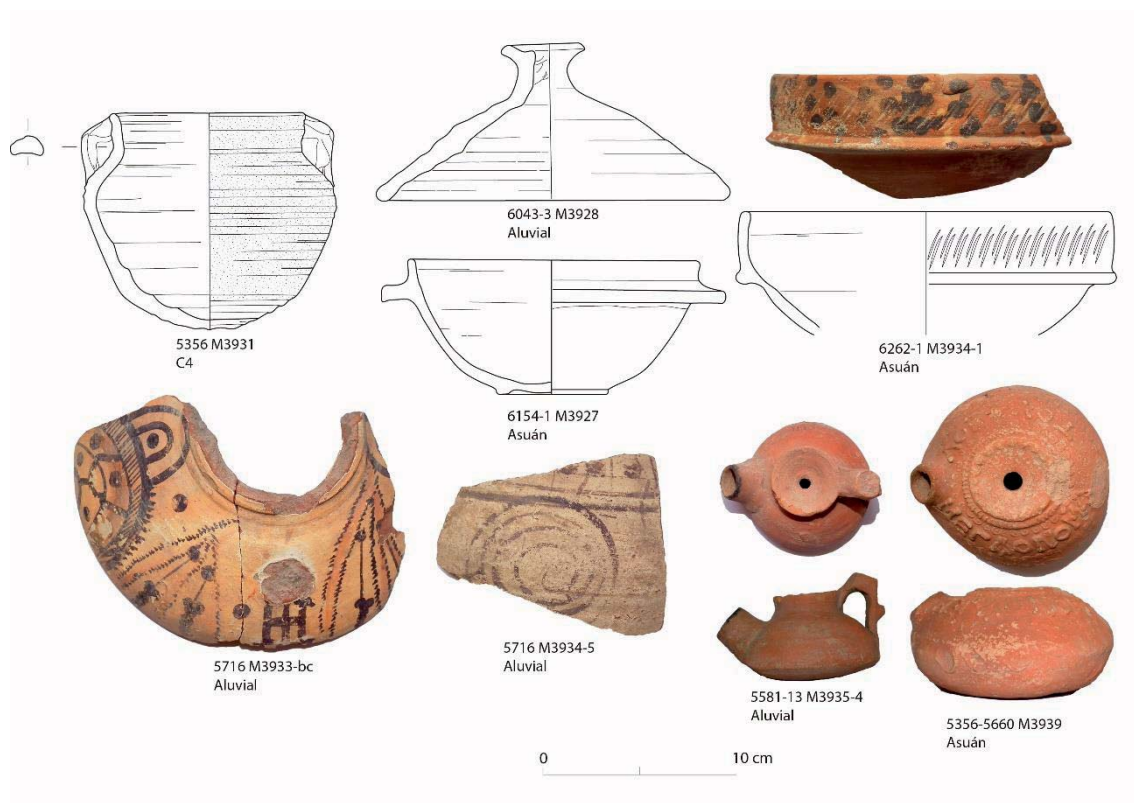 6043-3 M3928
Aluvial
5356 M3931
C4
6262-1 M3934-1
Asuán
6154-1 M3927
Asuán
5716 M3933-bc
Aluvial
5716 M3934-5
Aluvial
5581-13 M3935-4
Aluvial
5356-5660 M3939
Asuán
0 10 cm